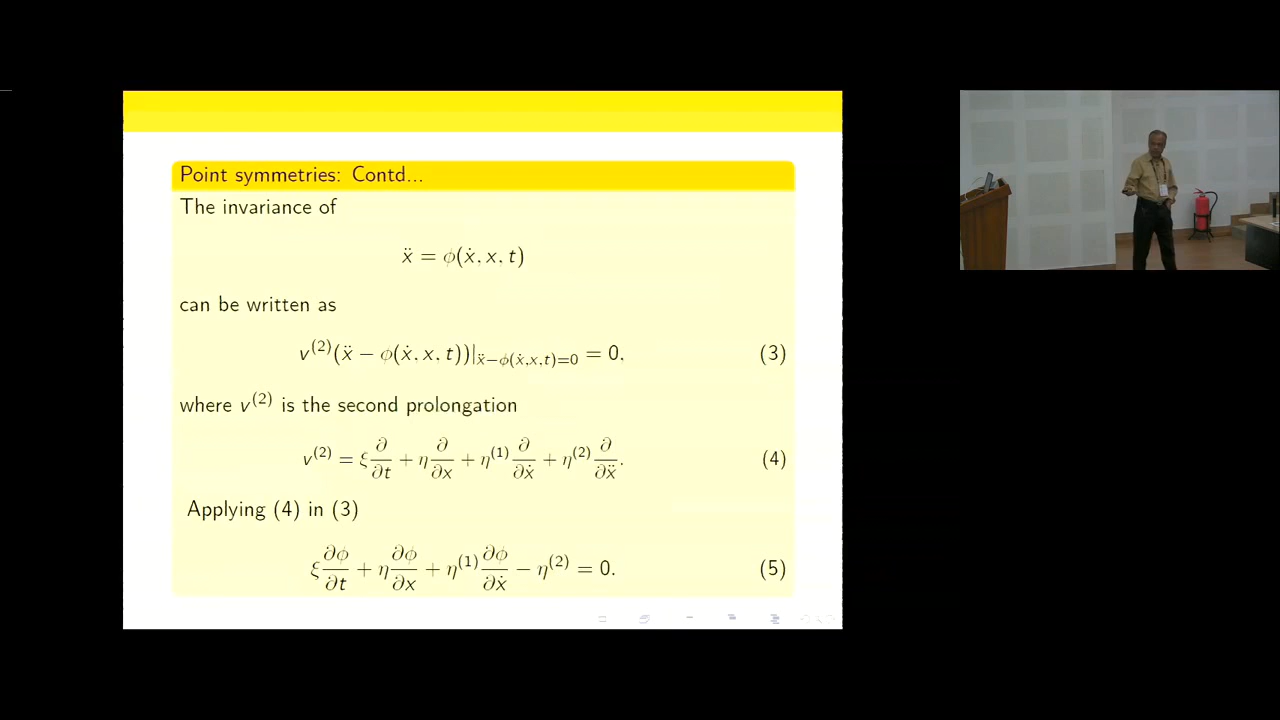 Point symmetries: Contd...
The invariance of
ẍ = ϕ(ẋ, x, t)
can be written as
v⁽²⁾(ẍ − ϕ(ẋ, x, t))|ẍ−ϕ(ẋ,x,t)=0 = 0. (3)
where v⁽²⁾ is the second prolongation
v⁽²⁾ = ξ ∂/∂t + η ∂/∂x + η⁽¹⁾ ∂/∂ẋ + η⁽²⁾ ∂/∂ẍ. (4)
Applying (4) in (3)
ξ ∂ϕ/∂t + η ∂ϕ/∂x + η⁽¹⁾ ∂ϕ/∂ẋ − η⁽²⁾ = 0. (5)